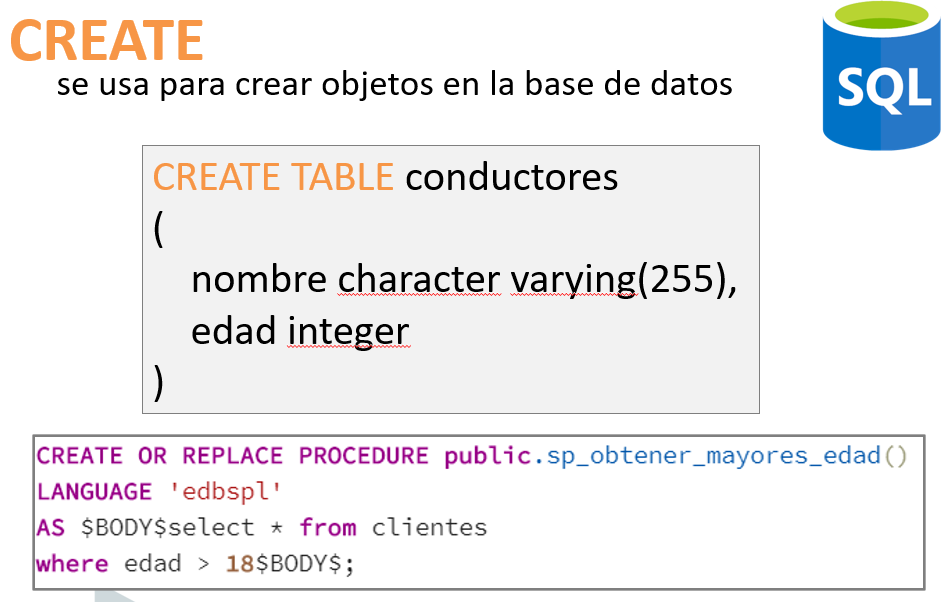 CREATE
se usa para crear objetos en la base de datos
SQL
CREATE TABLE conductores
(
nombre character varying(255),
edad integer
)
CREATE OR REPLACE PROCEDURE public.sp_obtener_mayores_edad()
LANGUAGE 'edbspl'
AS $BODY$select * from clientes
where edad > 18$BODY$;